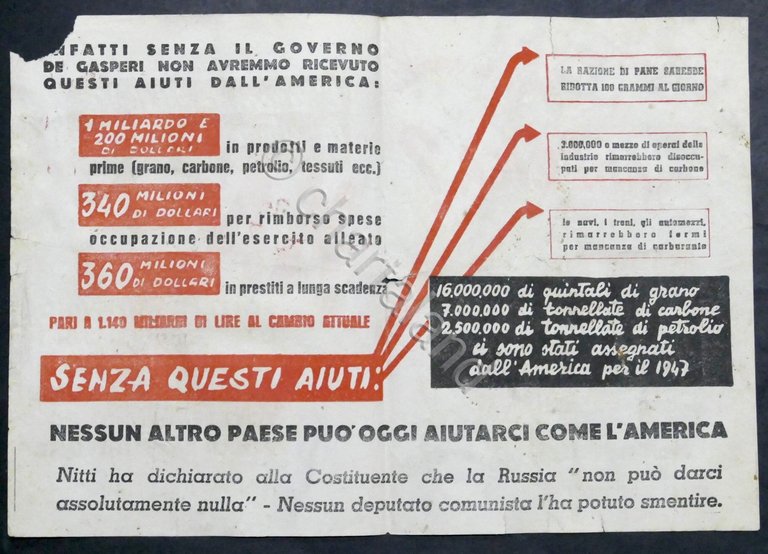 INFATTI SENZA IL GOVERNO
DE GASPERI NON AVREMMO RICEVUTO
QUESTI AIUTI DALL'AMERICA:
1 MILIARDO E
200 MILIONI
DI DOLLARI
in prodotti e materie
prime (grano, carbone, petrolio, tessuti ecc.)
340 MILIONI
DI DOLLARI
per rimborso spese
occupazione dell'esercito alleato
360 MILIONI
DI DOLLARI
in prestiti a lunga scadenza
PARI A 1.140 MILIARDI DI LIRE AL CAMBIO ATTUALE
SENZA QUESTI AIUTI:
LA RAZIONE DI PANE SAREBBE
RIDOTTA 100 GRAMMI AL GIORNO
3.000,000 e mezzo di operai delle
industrie rimarrebbero disoccu-
pati per mancanza di carbone
le navi, i treni, gli automezzi,
rimarrebbero fermi
per mancanza di carburante
16.000,000 di quintali di grano
7.000,000 di tonnellate di carbone
2,500,000 di tonnellate di petrolio
ci sono stati assegnati
dall'America per il 1947
NESSUN ALTRO PAESE PUO' OGGI AIUTARCI COME L'AMERICA
Nitti ha dichiarato alla Costituente che la Russia "non può darci
assolutamente nulla" - Nessun deputato comunista l'ha potuto smentire.
© chartaland